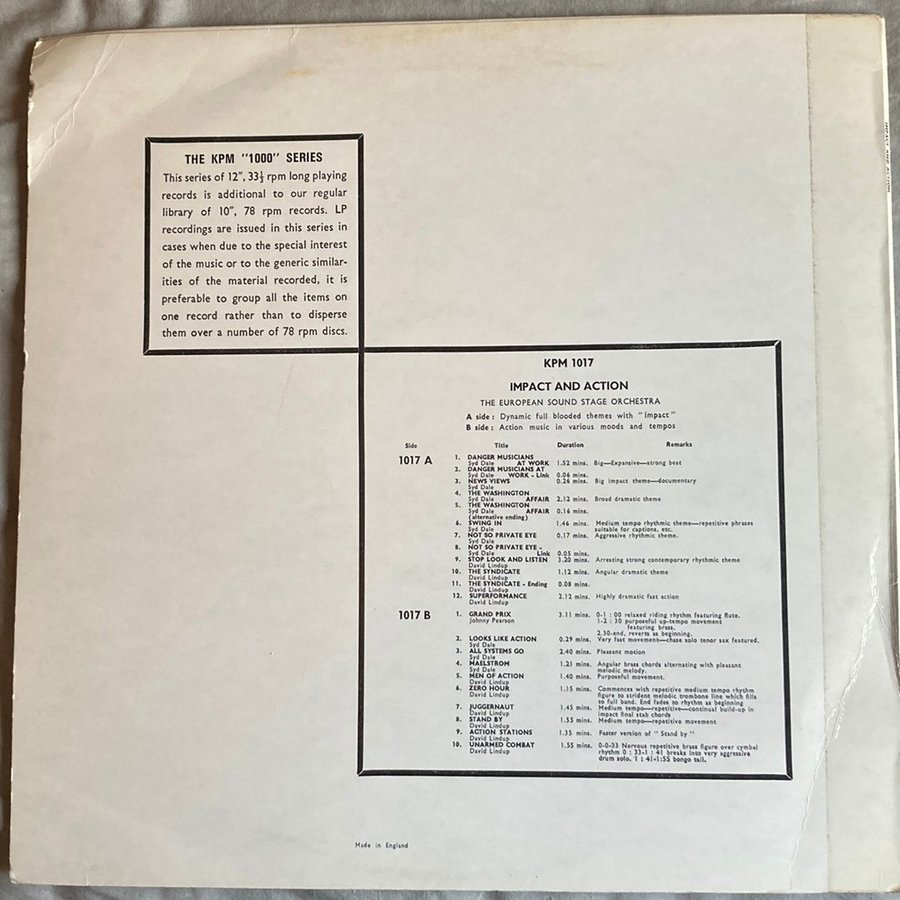 THE KPM "1000" SERIES
This series of 12", 33⅓ rpm long playing
records is additional to our regular
library of 10", 78 rpm records. LP
recordings are issued in this series in
cases when due to the special interest
of the music or to the generic similar-
ities of the material recorded, it is
preferable to group all the items on
one record rather than to disperse
them over a number of 78 rpm discs.
KPM 1017
IMPACT AND ACTION
THE EUROPEAN SOUND STAGE ORCHESTRA
A side : Dynamic full blooded themes with "impact"
B side : Action music in various moods and tempos
Side Title Duration Remarks
1017 A 1. DANGER MUSICIANS
Syd Dale AT WORK 1.52 mins. Big—Expansive—strong beat
2. DANGER MUSICIANS AT
Syd Dale WORK - Link 0.06 mins.
3. NEWS VIEWS 0.26 mins. Big impact theme—documentary
Syd Dale
4. THE WASHINGTON
Syd Dale AFFAIR 2.12 mins. Broad dramatic theme
5. THE WASHINGTON
Syd Dale AFFAIR 0.16 mins.
(alternative ending)
6. SWING IN 1.46 mins. Medium tempo rhythmic theme—repetitive phrases
Syd Dale suitable for captions, etc.
7. NOT SO PRIVATE EYE 0.17 mins. Aggressive rhythmic theme.
Syd Dale
8. NOT SO PRIVATE EYE -
Syd Dale Link 0.05 mins.
9. STOP LOOK AND LISTEN 3.20 mins. Arresting strong contemporary rhythmic theme
David Lindup
10. THE SYNDICATE 1.12 mins. Angular dramatic theme
David Lindup
11. THE SYNDICATE - Ending 0.08 mins.
David Lindup
12. SUPERFORMANCE 2.12 mins. Highly dramatic fast action
David Lindup
1017 B 1. GRAND PRIX 3.11 mins. 0-1 : 00 relaxed riding rhythm featuring flute.
Johnny Pearson 1-2 : 30 purposeful up-tempo movement
featuring brass.
2.30-end, reverts as beginning.
2. LOOKS LIKE ACTION 0.29 mins. Very fast movement—chase solo tenor sax featured.
Syd Dale
3. ALL SYSTEMS GO 2.40 mins. Pleasant motion
Syd Dale
4. MAELSTROM 1.21 mins. Angular brass chords alternating with pleasant
Syd Dale melodic melody.
5. MEN OF ACTION 1.40 mins. Purposeful movement.
David Lindup
6. ZERO HOUR 1.15 mins. Commences with repetitive medium tempo rhythm
David Lindup figure to strident melodic trombone line which fills
to full band. End fades to rhythm as beginning
7. JUGGERNAUT 1.45 mins. Medium tempo—repetitive—continual build-up in
David Lindup impact final stab chords
8. STAND BY 1.55 mins. Medium tempo—repetitive movement
David Lindup
9. ACTION STATIONS 1.35 mins. Faster version of "Stand by"
David Lindup
10. UNARMED COMBAT 1.55 mins. 0-0-33 Nervous repetitive brass figure over cymbal
David Lindup rhythm 0 : 33-1 : 41 breaks into very aggressive
drum solo, 1 : 41-1:55 bongo tail.
Made in England
IMPACT AND ACTION